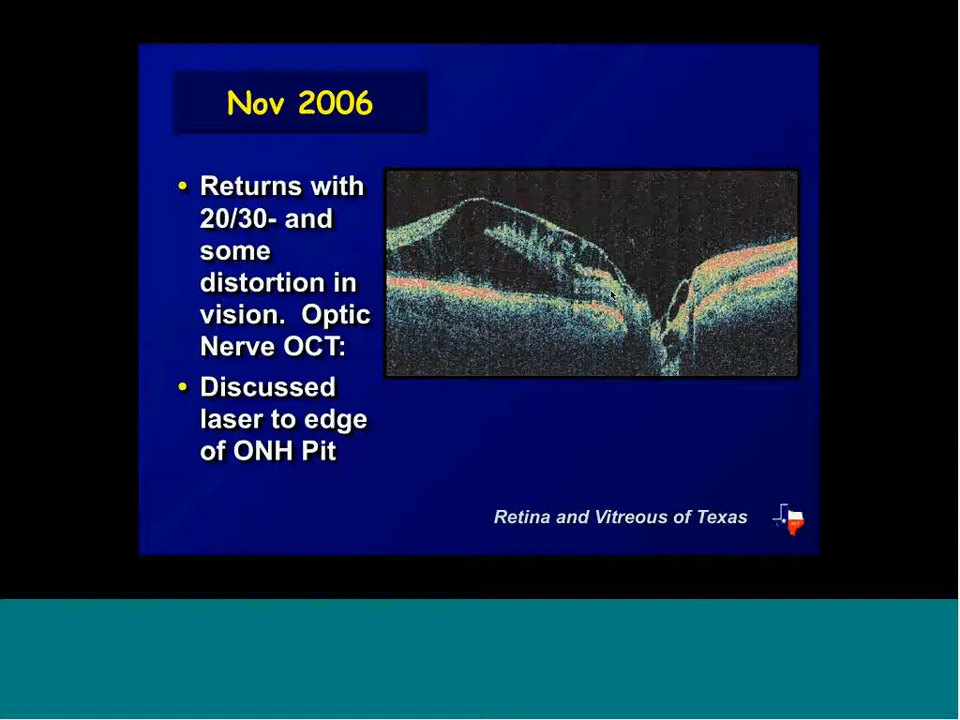 Nov 2006
• Returns with
20/30- and
some
distortion in
vision. Optic
Nerve OCT:
• Discussed
laser to edge
of ONH Pit
Retina and Vitreous of Texas